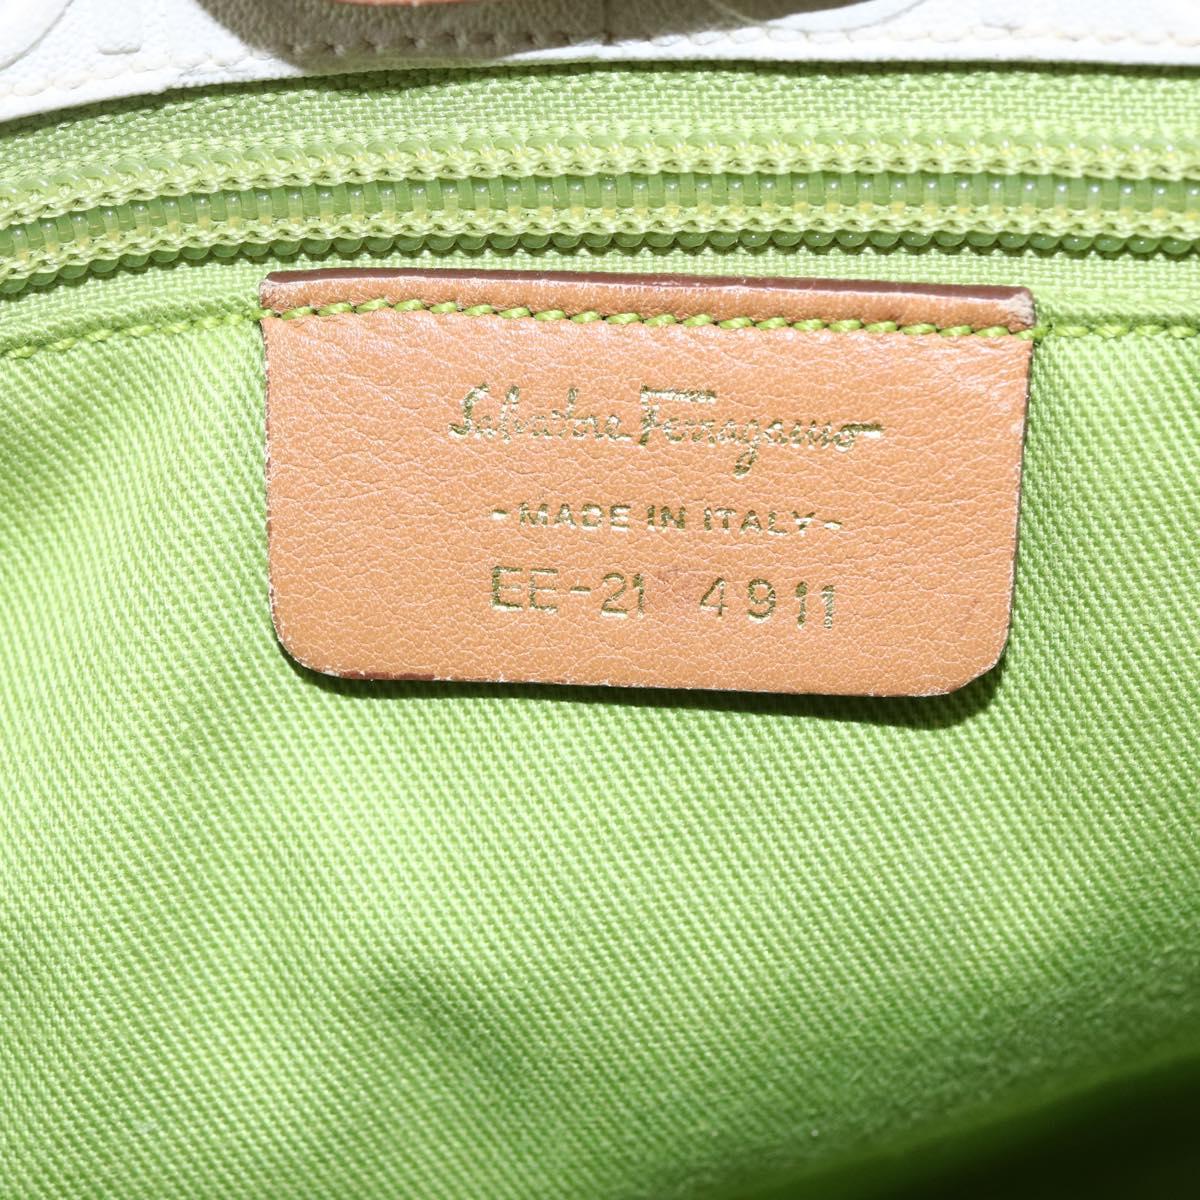 Salvatore Ferragamo
-MADE IN ITALY-
EE-21 4911